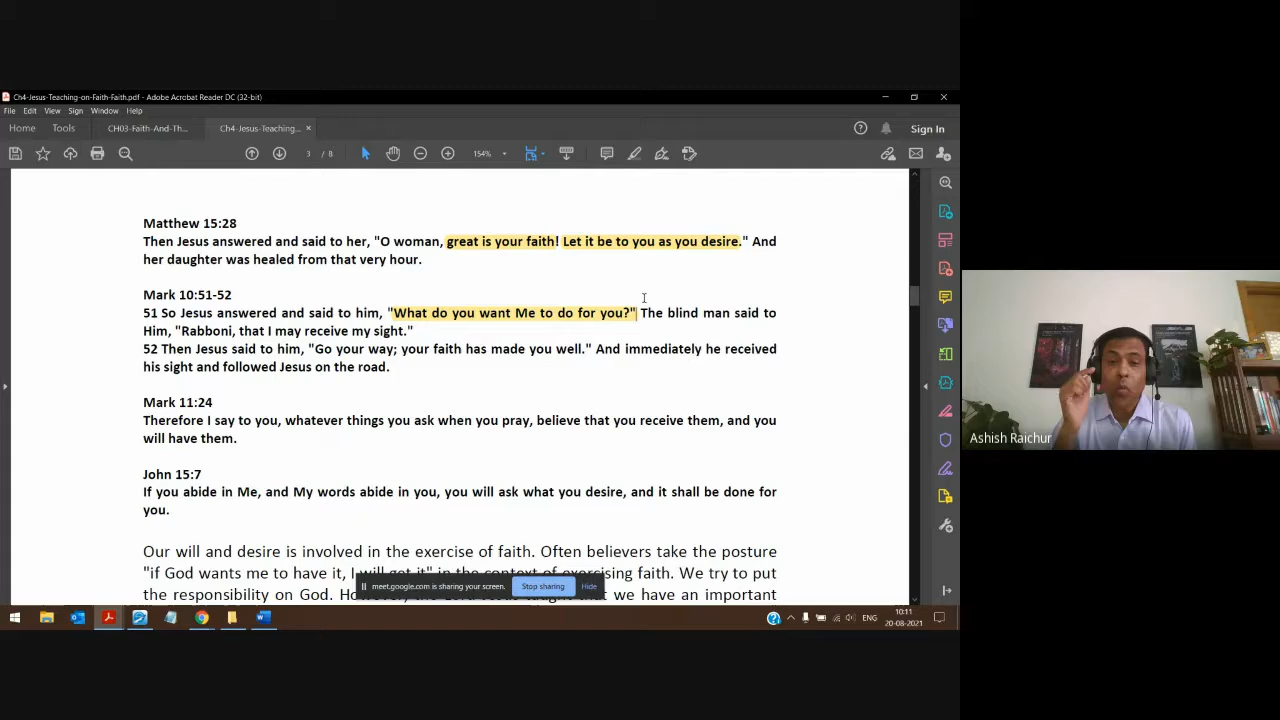 Ch4-Jesus-Teaching-on-Faith-Faith.pdf - Adobe Acrobat Reader DC (32-bit)
File Edit View Sign Window Help
Home Tools CH03-Faith-And-Th... Ch4-Jesus-Teaching... × Sign In
3 / 8 154%
Matthew 15:28
Then Jesus answered and said to her, "O woman, great is your faith! Let it be to you as you desire." And
her daughter was healed from that very hour.
Mark 10:51-52
51 So Jesus answered and said to him, "What do you want Me to do for you?" The blind man said to
Him, "Rabboni, that I may receive my sight."
52 Then Jesus said to him, "Go your way; your faith has made you well." And immediately he received
his sight and followed Jesus on the road.
Mark 11:24
Therefore I say to you, whatever things you ask when you pray, believe that you receive them, and you
will have them.
John 15:7
If you abide in Me, and My words abide in you, you will ask what you desire, and it shall be done for
you.
Our will and desire is involved in the exercise of faith. Often believers take the posture
"if God wants me to have it, I will get it" in the context of exercising faith. We try to put
the responsibility on God. However, the Lord Jesus taught that we have an important
meet.google.com is sharing your screen. Stop sharing Hide
ENG 10:11
20-08-2021
Ashish Raichur